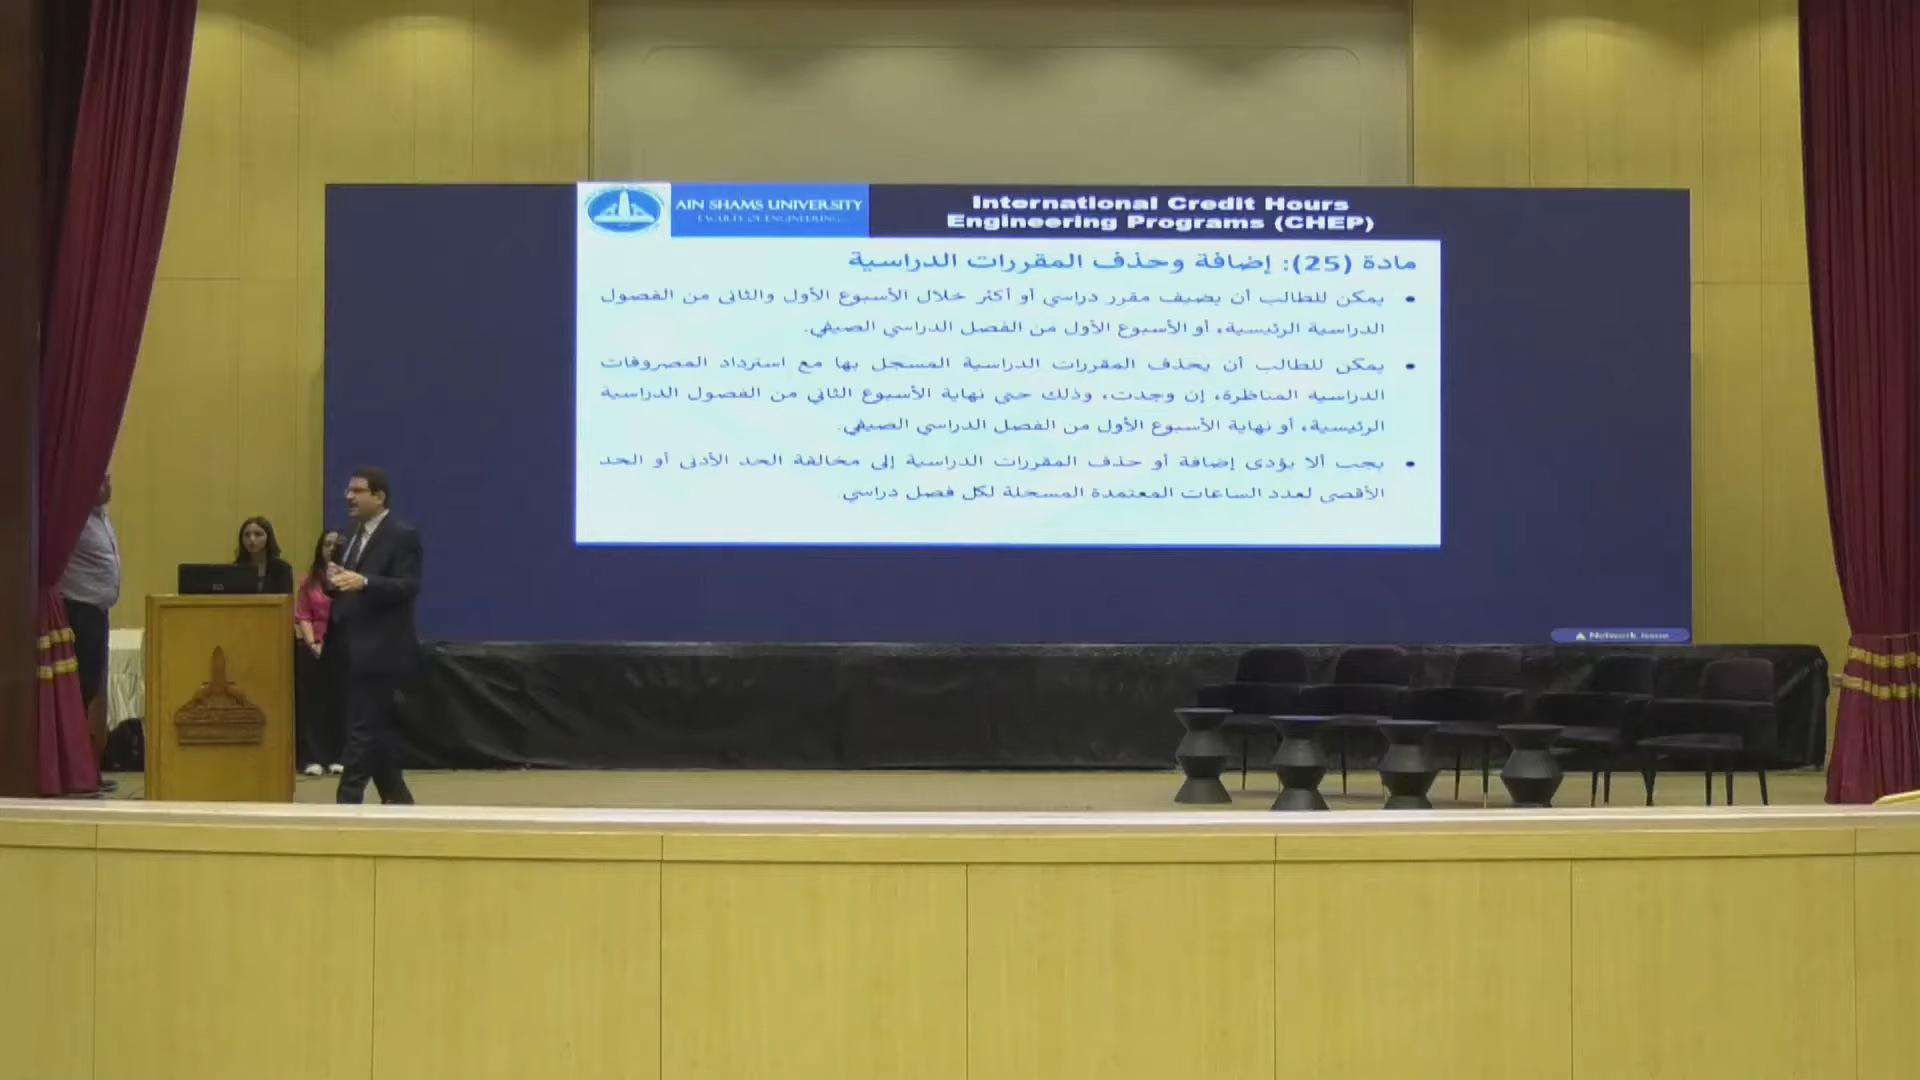 AIN SHAMS UNIVERSITY
FACULTY OF ENGINEERING
International Credit Hours
Engineering Programs (CHEP)
مادة (25): إضافة وحذف المقررات الدراسية
• يمكن للطالب أن يضيف مقرر دراسي أو أكثر خلال الأسبوع الأول والثانى من الفصول
الدراسية الرئيسية، أو الأسبوع الأول من الفصل الدراسي الصيفي.
• يمكن للطالب أن يحذف المقررات الدراسية المسجل بها مع استرداد المصروفات
الدراسية المناظرة، إن وجدت، وذلك حتى نهاية الأسبوع الثاني من الفصول الدراسية
الرئيسية، أو نهاية الأسبوع الأول من الفصل الدراسي الصيفي.
• يجب ألا يؤدى إضافة أو حذف المقررات الدراسية إلى مخالفة الحد الأدنى أو الحد
الأقصى لعدد الساعات المعتمدة المسجلة لكل فصل دراسي.
Network issue